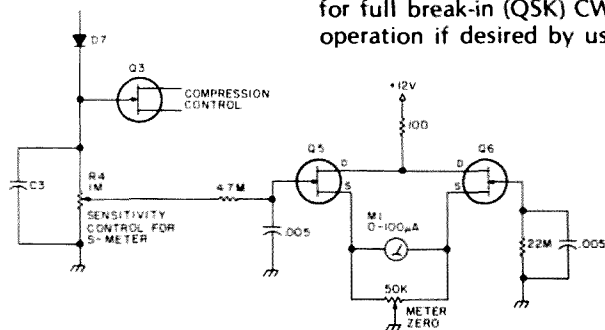 for full break-in (QSK) CW
operation if desired by us
D7
Q3
COMPRESSION
CONTROL
+12V
100
C3
R4
1M
SENSITIVITY
CONTROL FOR
S-METER
4.7M
.005
Q5
D
S
Q6
D
S
M1
0-100µA
22M
.005
50K
METER
ZERO